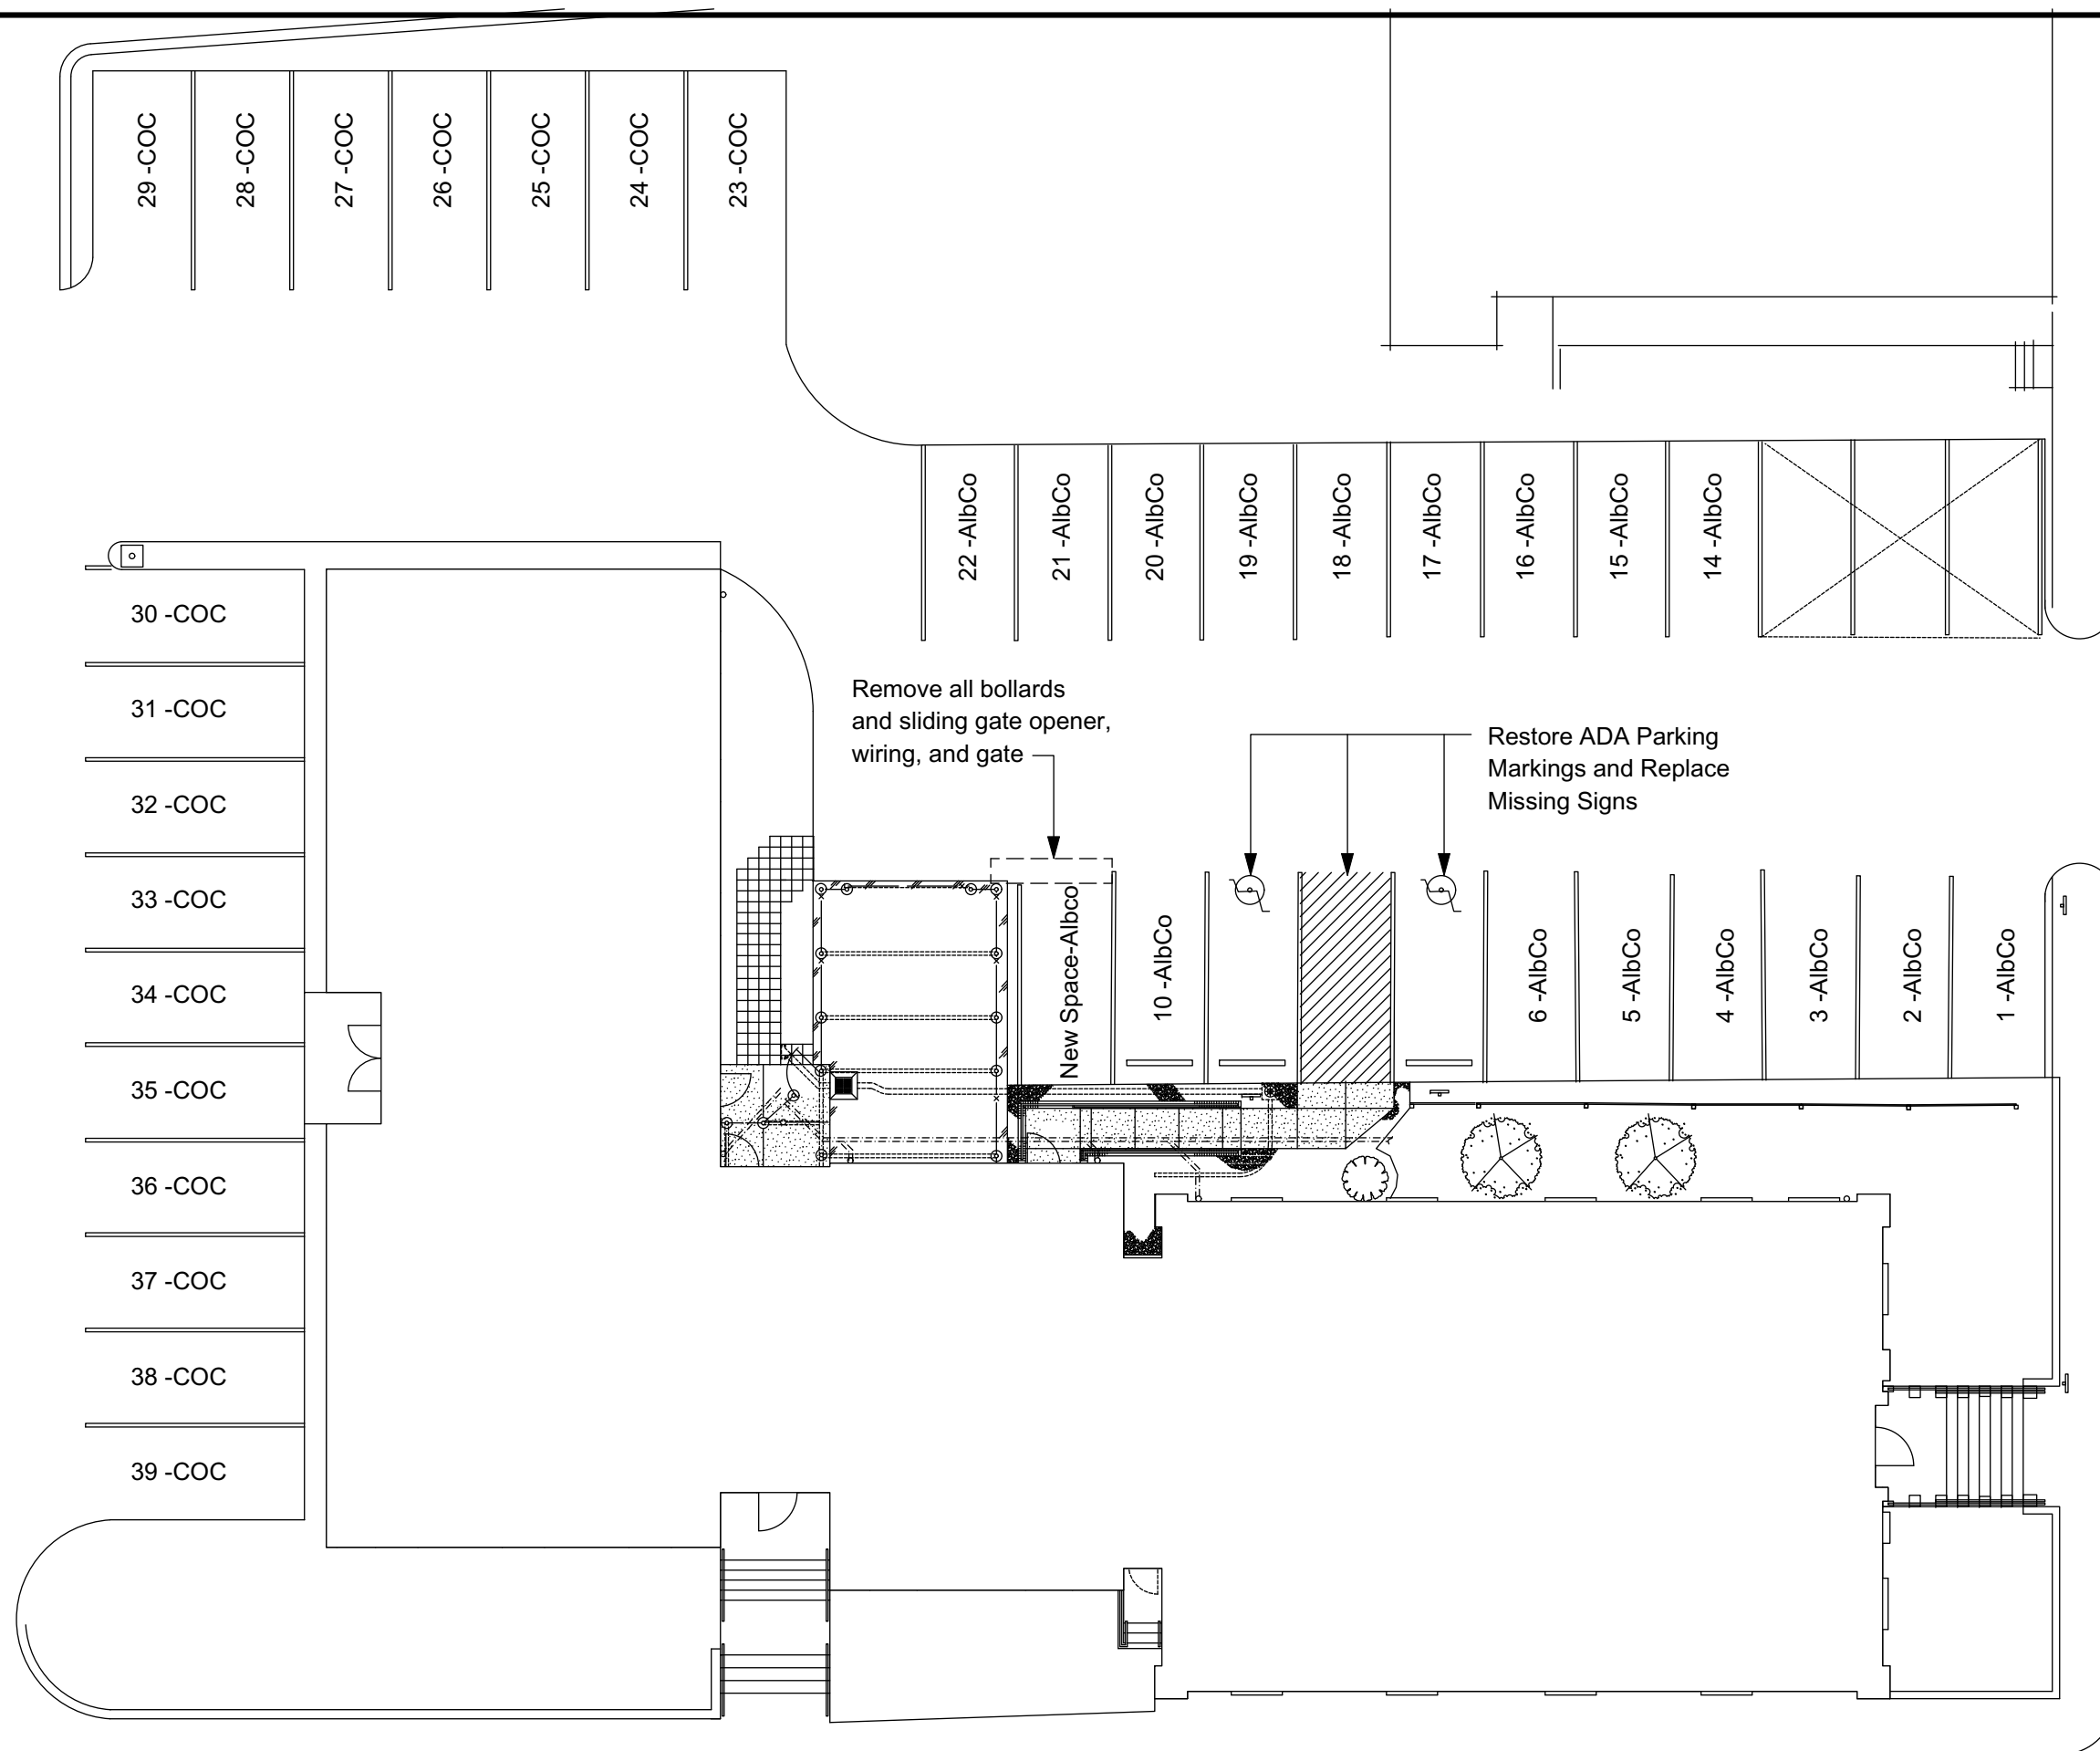 29 -COC
28 -COC
27 -COC
26 -COC
25 -COC
24 -COC
23 -COC
22 -AlbCo
21 -AlbCo
20 -AlbCo
19 -AlbCo
18 -AlbCo
17 -AlbCo
16 -AlbCo
15 -AlbCo
14 -AlbCo
30 -COC
31 -COC
32 -COC
33 -COC
34 -COC
35 -COC
36 -COC
37 -COC
38 -COC
39 -COC
Remove all bollards
and sliding gate opener,
wiring, and gate
Restore ADA Parking
Markings and Replace
Missing Signs
New Space-Albco
10 -AlbCo
6 -AlbCo
5 -AlbCo
4 -AlbCo
3 -AlbCo
2 -AlbCo
1 -AlbCo